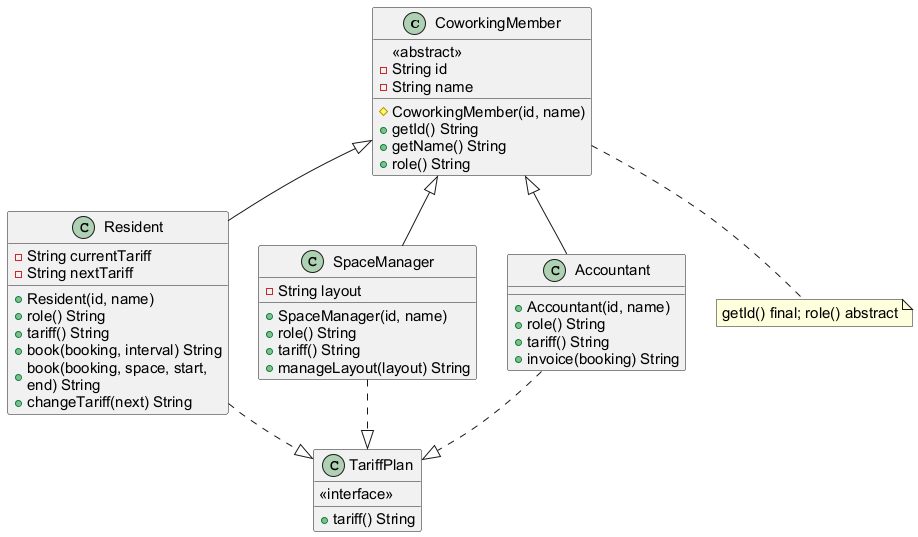 C CoworkingMember
«abstract»
String id
String name
CoworkingMember(id, name)
getId() String
getName() String
role() String
C Resident
String currentTariff
String nextTariff
Resident(id, name)
role() String
tariff() String
book(booking, interval) String
book(booking, space, start,
end) String
changeTariff(next) String
C SpaceManager
String layout
SpaceManager(id, name)
role() String
tariff() String
manageLayout(layout) String
C Accountant
Accountant(id, name)
role() String
tariff() String
invoice(booking) String
getId() final; role() abstract
C TariffPlan
«interface»
tariff() String